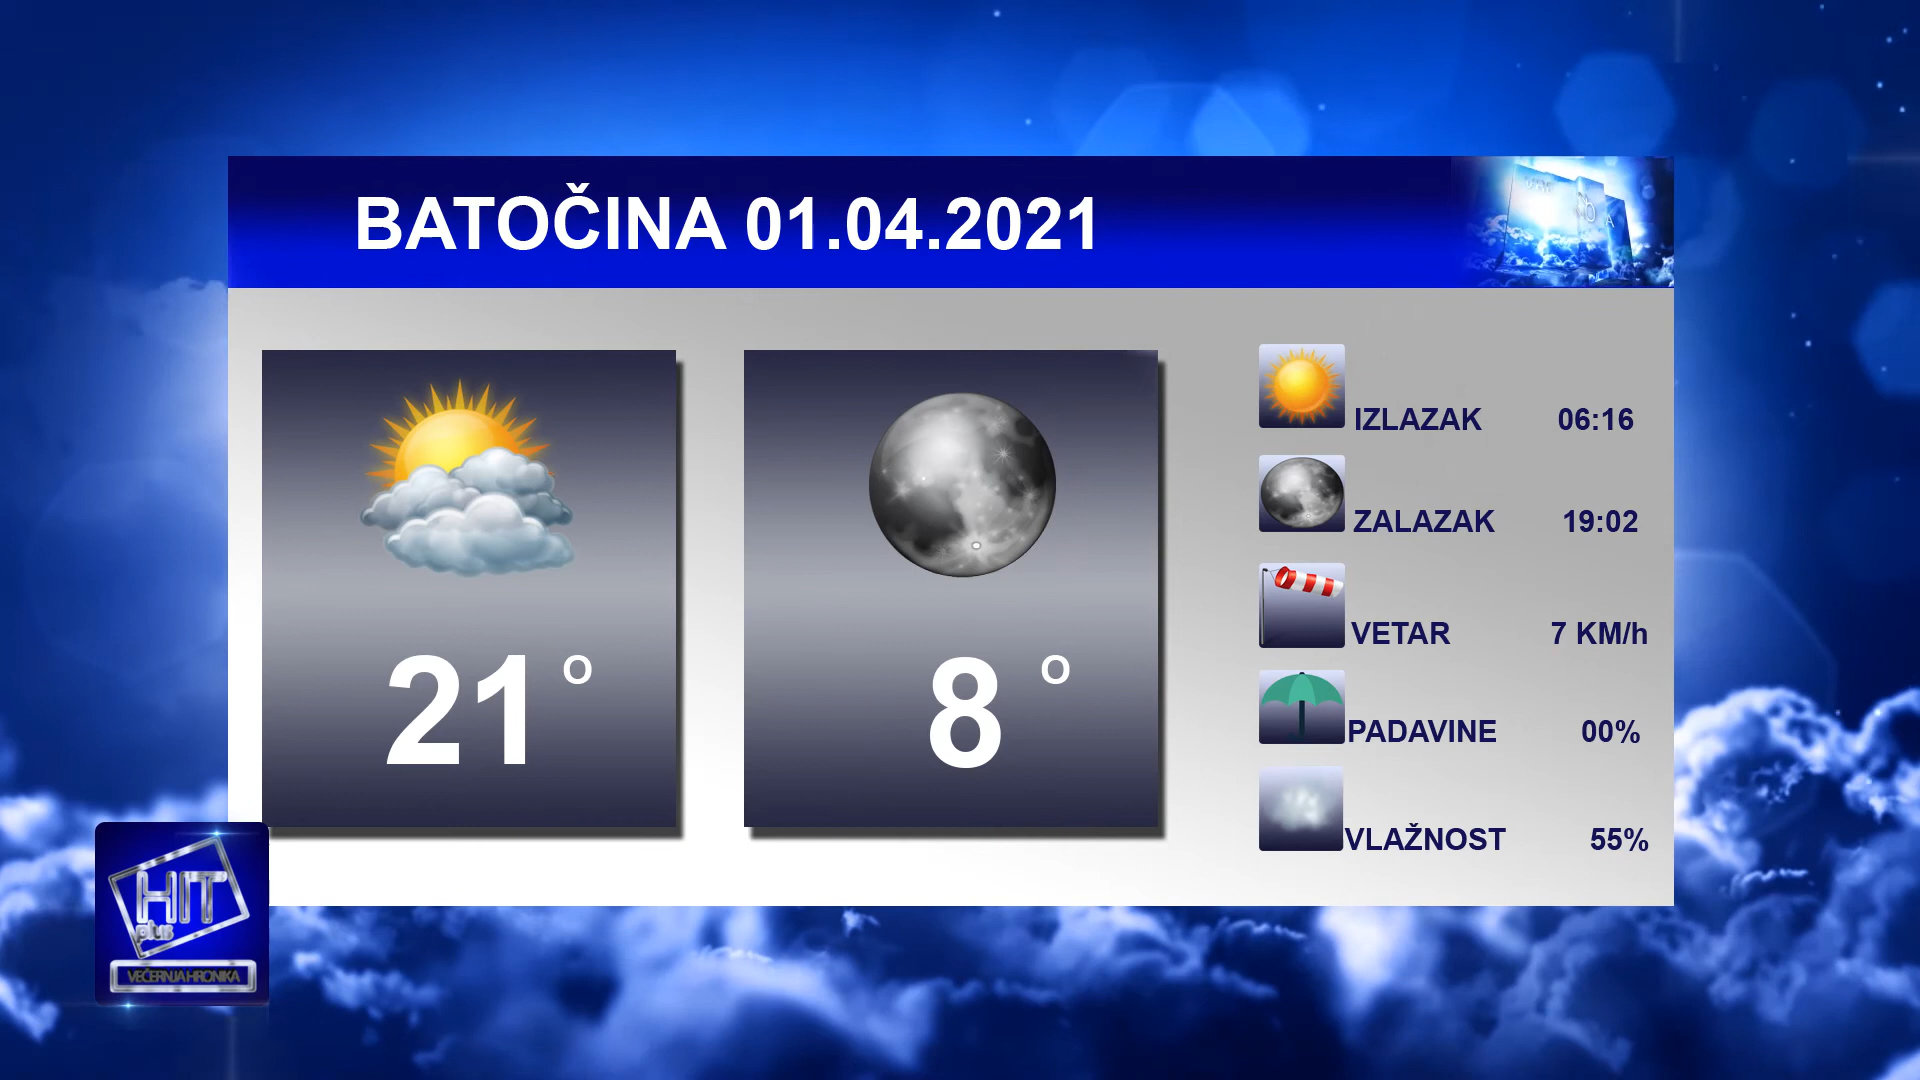 BATOČINA 01.04.2021
21 °
8 °
IZLAZAK 06:16
ZALAZAK 19:02
VETAR 7 KM/h
PADAVINE 00%
VLAŽNOST 55%
HIT
plus
VEČERNJA HRONIKA